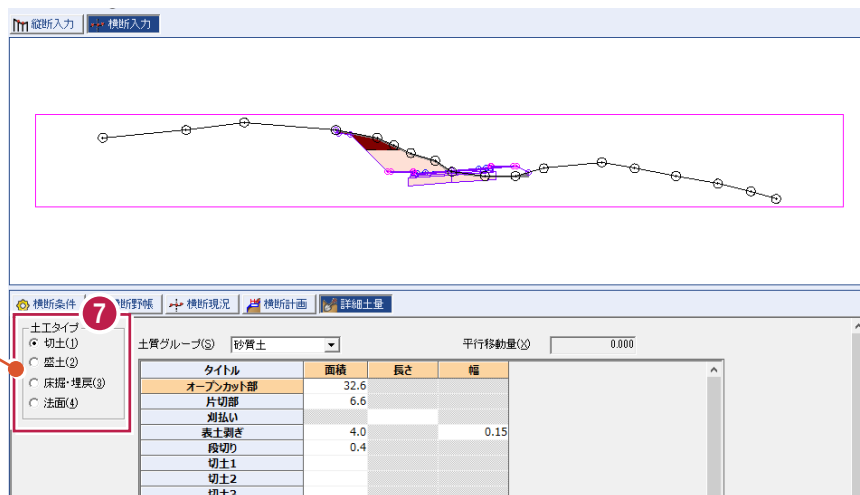 縦断入力 横断入力
横断条件 断野帳 横断現況 横断計画 詳細土量
7
土工タイプ
切土(1)
盛土(2)
床掘・埋戻(3)
法面(4)
土質グループ(S) 砂質土 平行移動量(X) 0.000
タイトル 面積 長さ 幅
オープンカット部 32.6
片切部 6.6
刈払い
表土剥ぎ 4.0 0.15
段切り 0.4
切土1
切土2
切土3